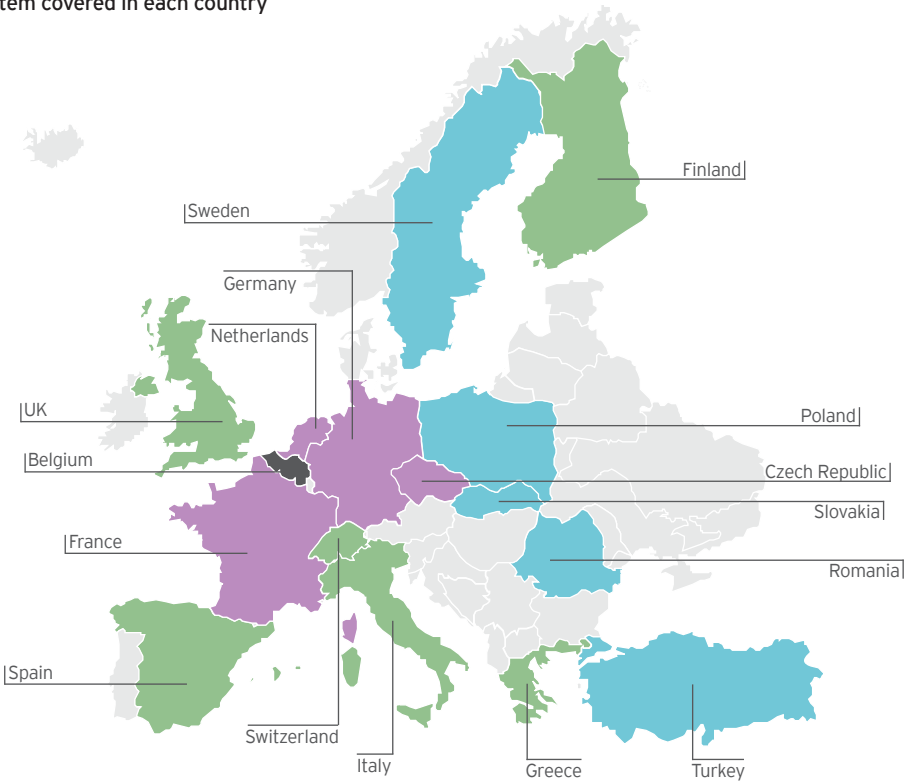 tem covered in each country
Finland
Sweden
Germany
Netherlands
UK
Poland
Belgium
Czech Republic
Slovakia
France
Romania
Spain
Switzerland
Italy
Greece
Turkey